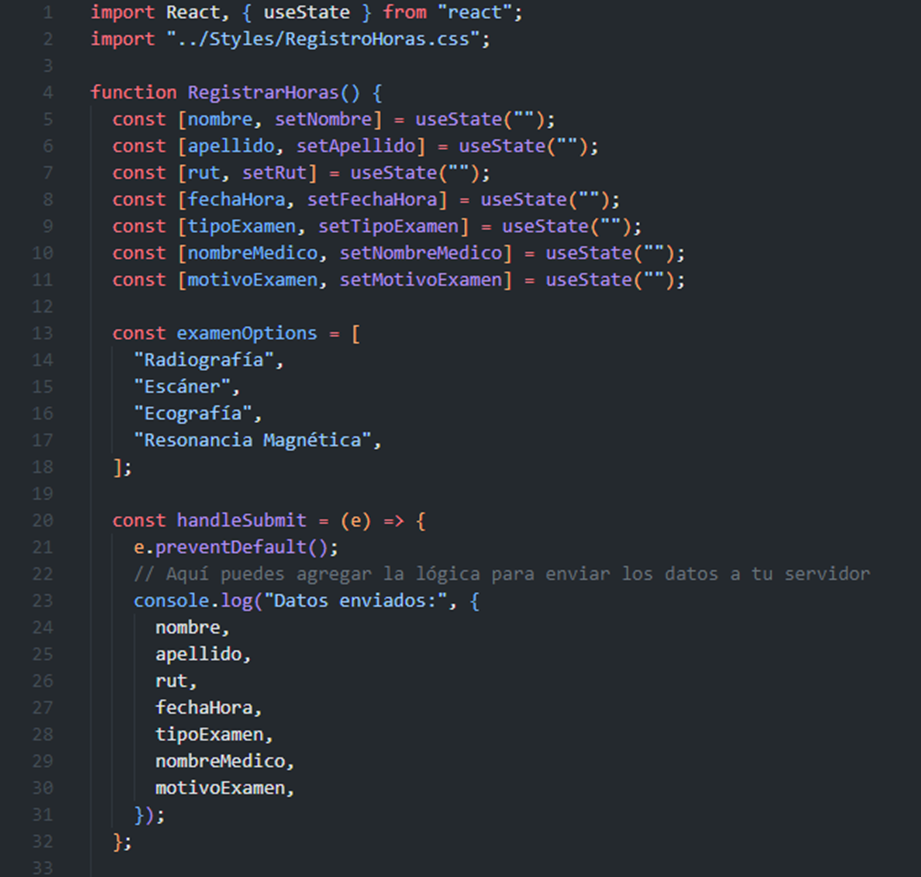 1 import React, { useState } from "react";
2 import "../Styles/RegistroHoras.css";
3
4 function RegistrarHoras() {
5   const [nombre, setNombre] = useState("");
6   const [apellido, setApellido] = useState("");
7   const [rut, setRut] = useState("");
8   const [fechaHora, setFechaHora] = useState("");
9   const [tipoExamen, setTipoExamen] = useState("");
10   const [nombreMedico, setNombreMedico] = useState("");
11   const [motivoExamen, setMotivoExamen] = useState("");
12
13   const examenOptions = [
14     "Radiografía",
15     "Escáner",
16     "Ecografía",
17     "Resonancia Magnética",
18   ];
19
20   const handleSubmit = (e) => {
21     e.preventDefault();
22     // Aquí puedes agregar la lógica para enviar los datos a tu servidor
23     console.log("Datos enviados:", {
24       nombre,
25       apellido,
26       rut,
27       fechaHora,
28       tipoExamen,
29       nombreMedico,
30       motivoExamen,
31     });
32   };
33